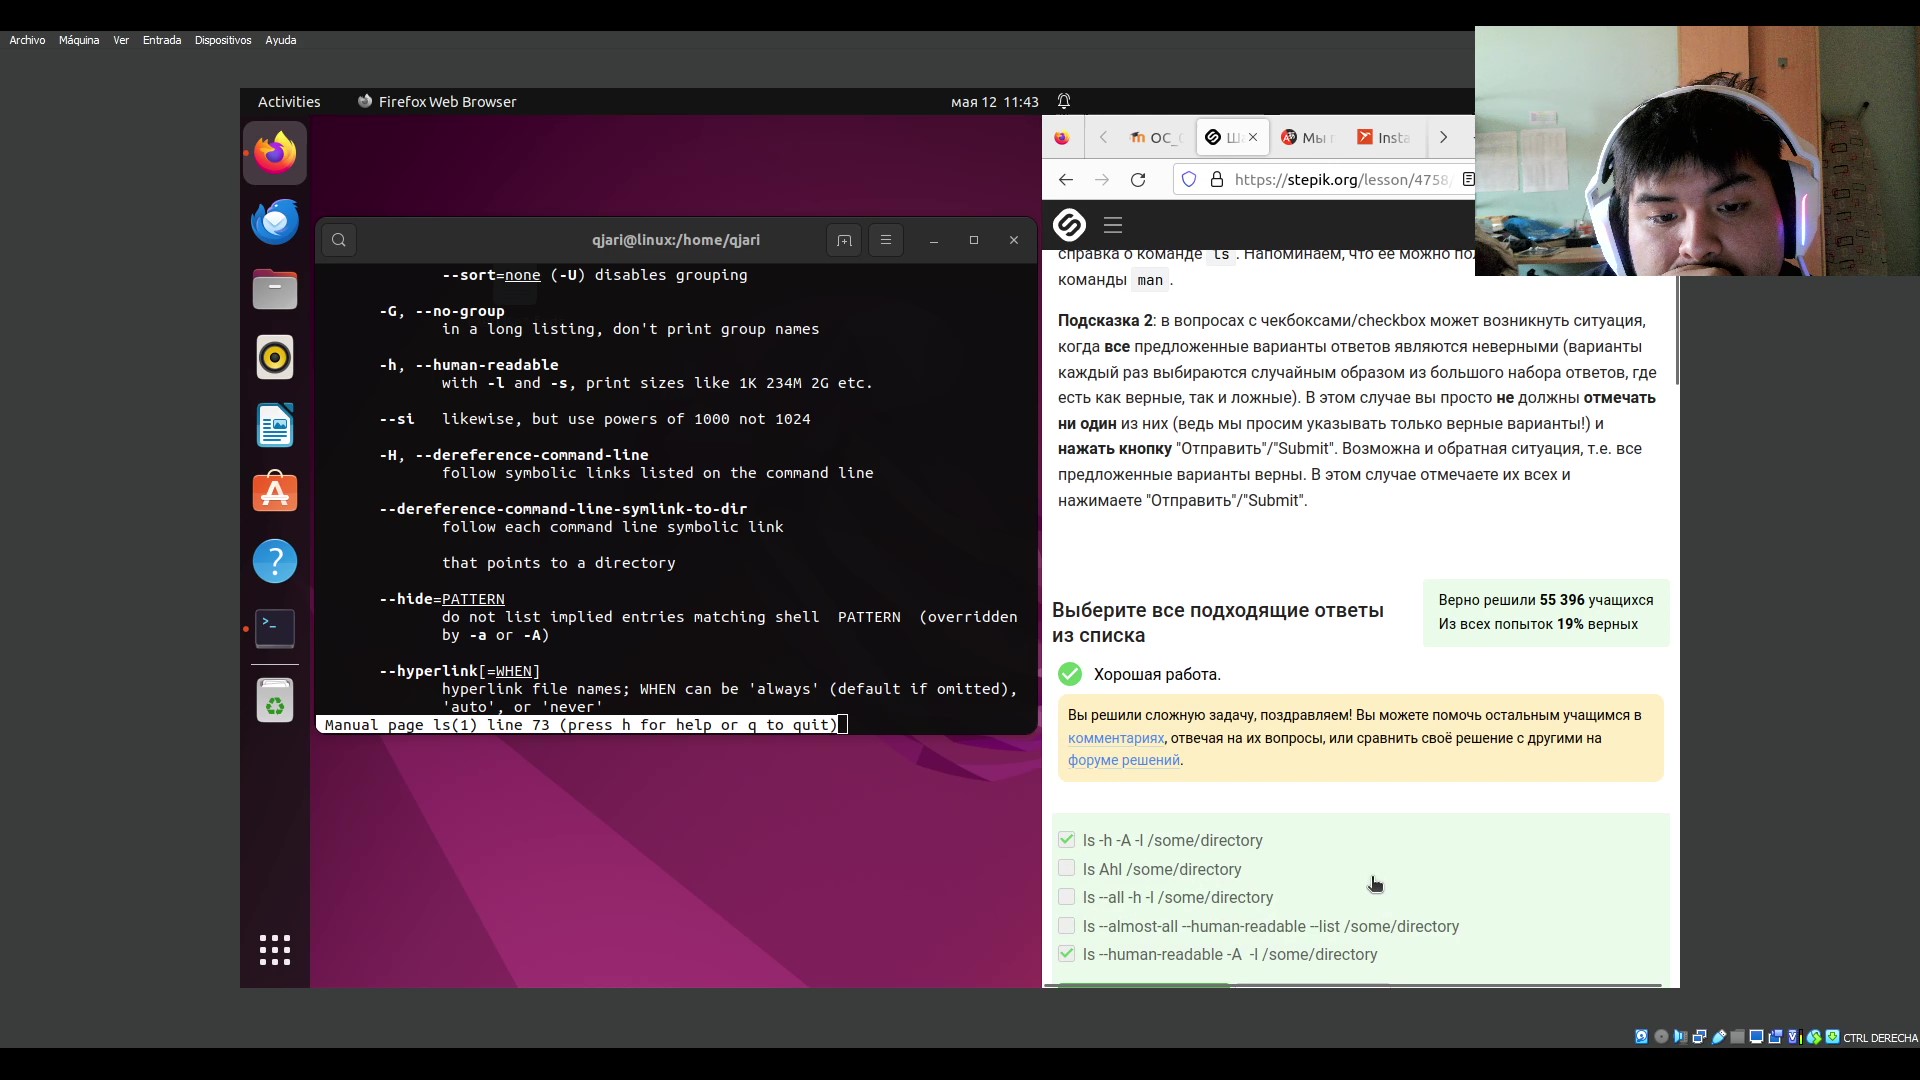 Archivo Máquina Ver Entrada Dispositivos Ayuda
Activities Firefox Web Browser мая 12 11:43
qjari@linux:/home/qjari
--sort=none (-U) disables grouping
-G, --no-group
in a long listing, don't print group names
-h, --human-readable
with -l and -s, print sizes like 1K 234M 2G etc.
--si likewise, but use powers of 1000 not 1024
-H, --dereference-command-line
follow symbolic links listed on the command line
--dereference-command-line-symlink-to-dir
follow each command line symbolic link
that points to a directory
--hide=PATTERN
do not list implied entries matching shell PATTERN (overridden
by -a or -A)
--hyperlink[=WHEN]
hyperlink file names; WHEN can be 'always' (default if omitted),
'auto', or 'never'
Manual page ls(1) line 73 (press h for help or q to quit)
ОС_ Мы Insta
https://stepik.org/lesson/4758/
справка о команде ls . Напоминаем, что её можно
команды man .
Подсказка 2: в вопросах с чекбоксами/checkbox может возникнуть ситуация,
когда все предложенные варианты ответов являются неверными (варианты
каждый раз выбираются случайным образом из большого набора ответов, где
есть как верные, так и ложные). В этом случае вы просто не должны отмечать
ни один из них (ведь мы просим указывать только верные варианты!) и
нажать кнопку "Отправить"/"Submit". Возможна и обратная ситуация, т.е. все
предложенные варианты верны. В этом случае отмечаете их всех и
нажимаете "Отправить"/"Submit".
Выберите все подходящие ответы
из списка
Верно решили 55 396 учащихся
Из всех попыток 19% верных
Хорошая работа.
Вы решили сложную задачу, поздравляем! Вы можете помочь остальным учащимся в
комментариях, отвечая на их вопросы, или сравнить своё решение с другими на
форуме решений.
ls -h -A -l /some/directory
ls Ahl /some/directory
ls --all -h -l /some/directory
ls --almost-all --human-readable --list /some/directory
ls --human-readable -A -l /some/directory
CTRL DERECHA